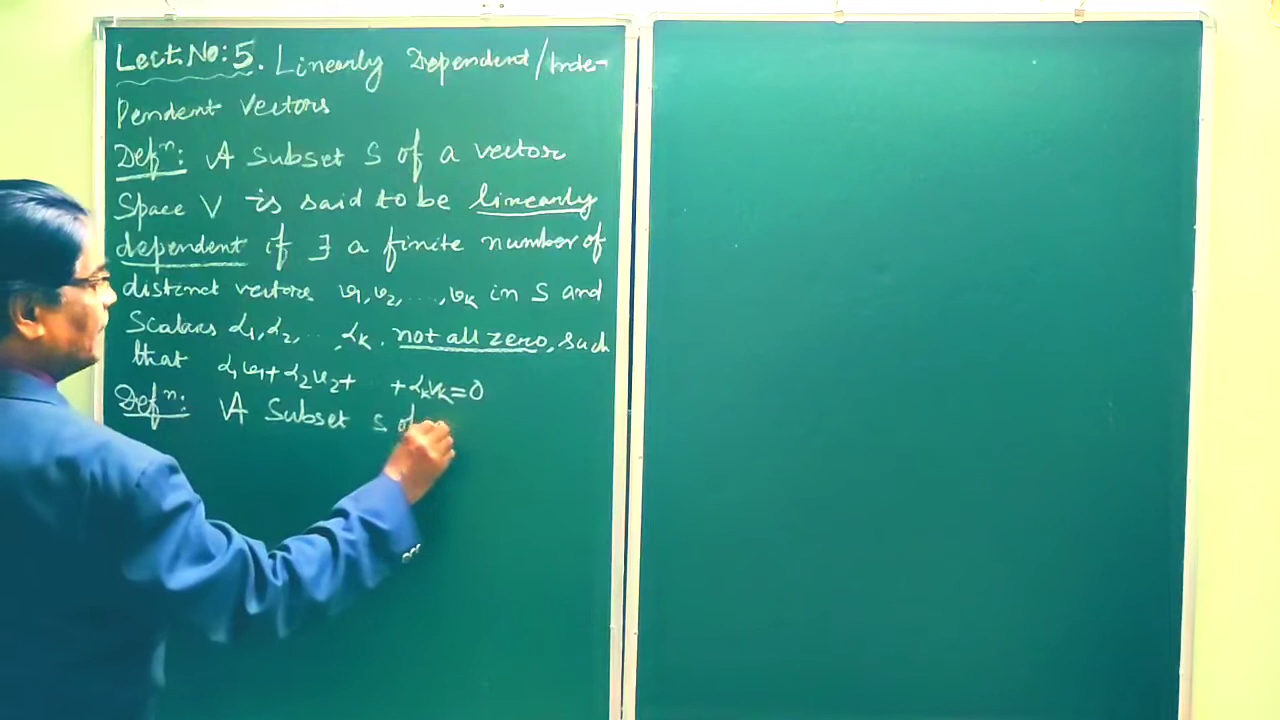 Lect. No: 5. Linearly Dependent/Inde-
pendent vectors
Defⁿ: A subset S of a vector
Space V is said to be linearly
dependent if ∃ a finite number of
distinct vectors v₁, v₂, ..., vₖ in S and
Scalars α₁, α₂, ..., αₖ. not all zero, such
that α₁v₁+α₂v₂+ ... +αₖvₖ=0
Defⁿ: A Subset S of